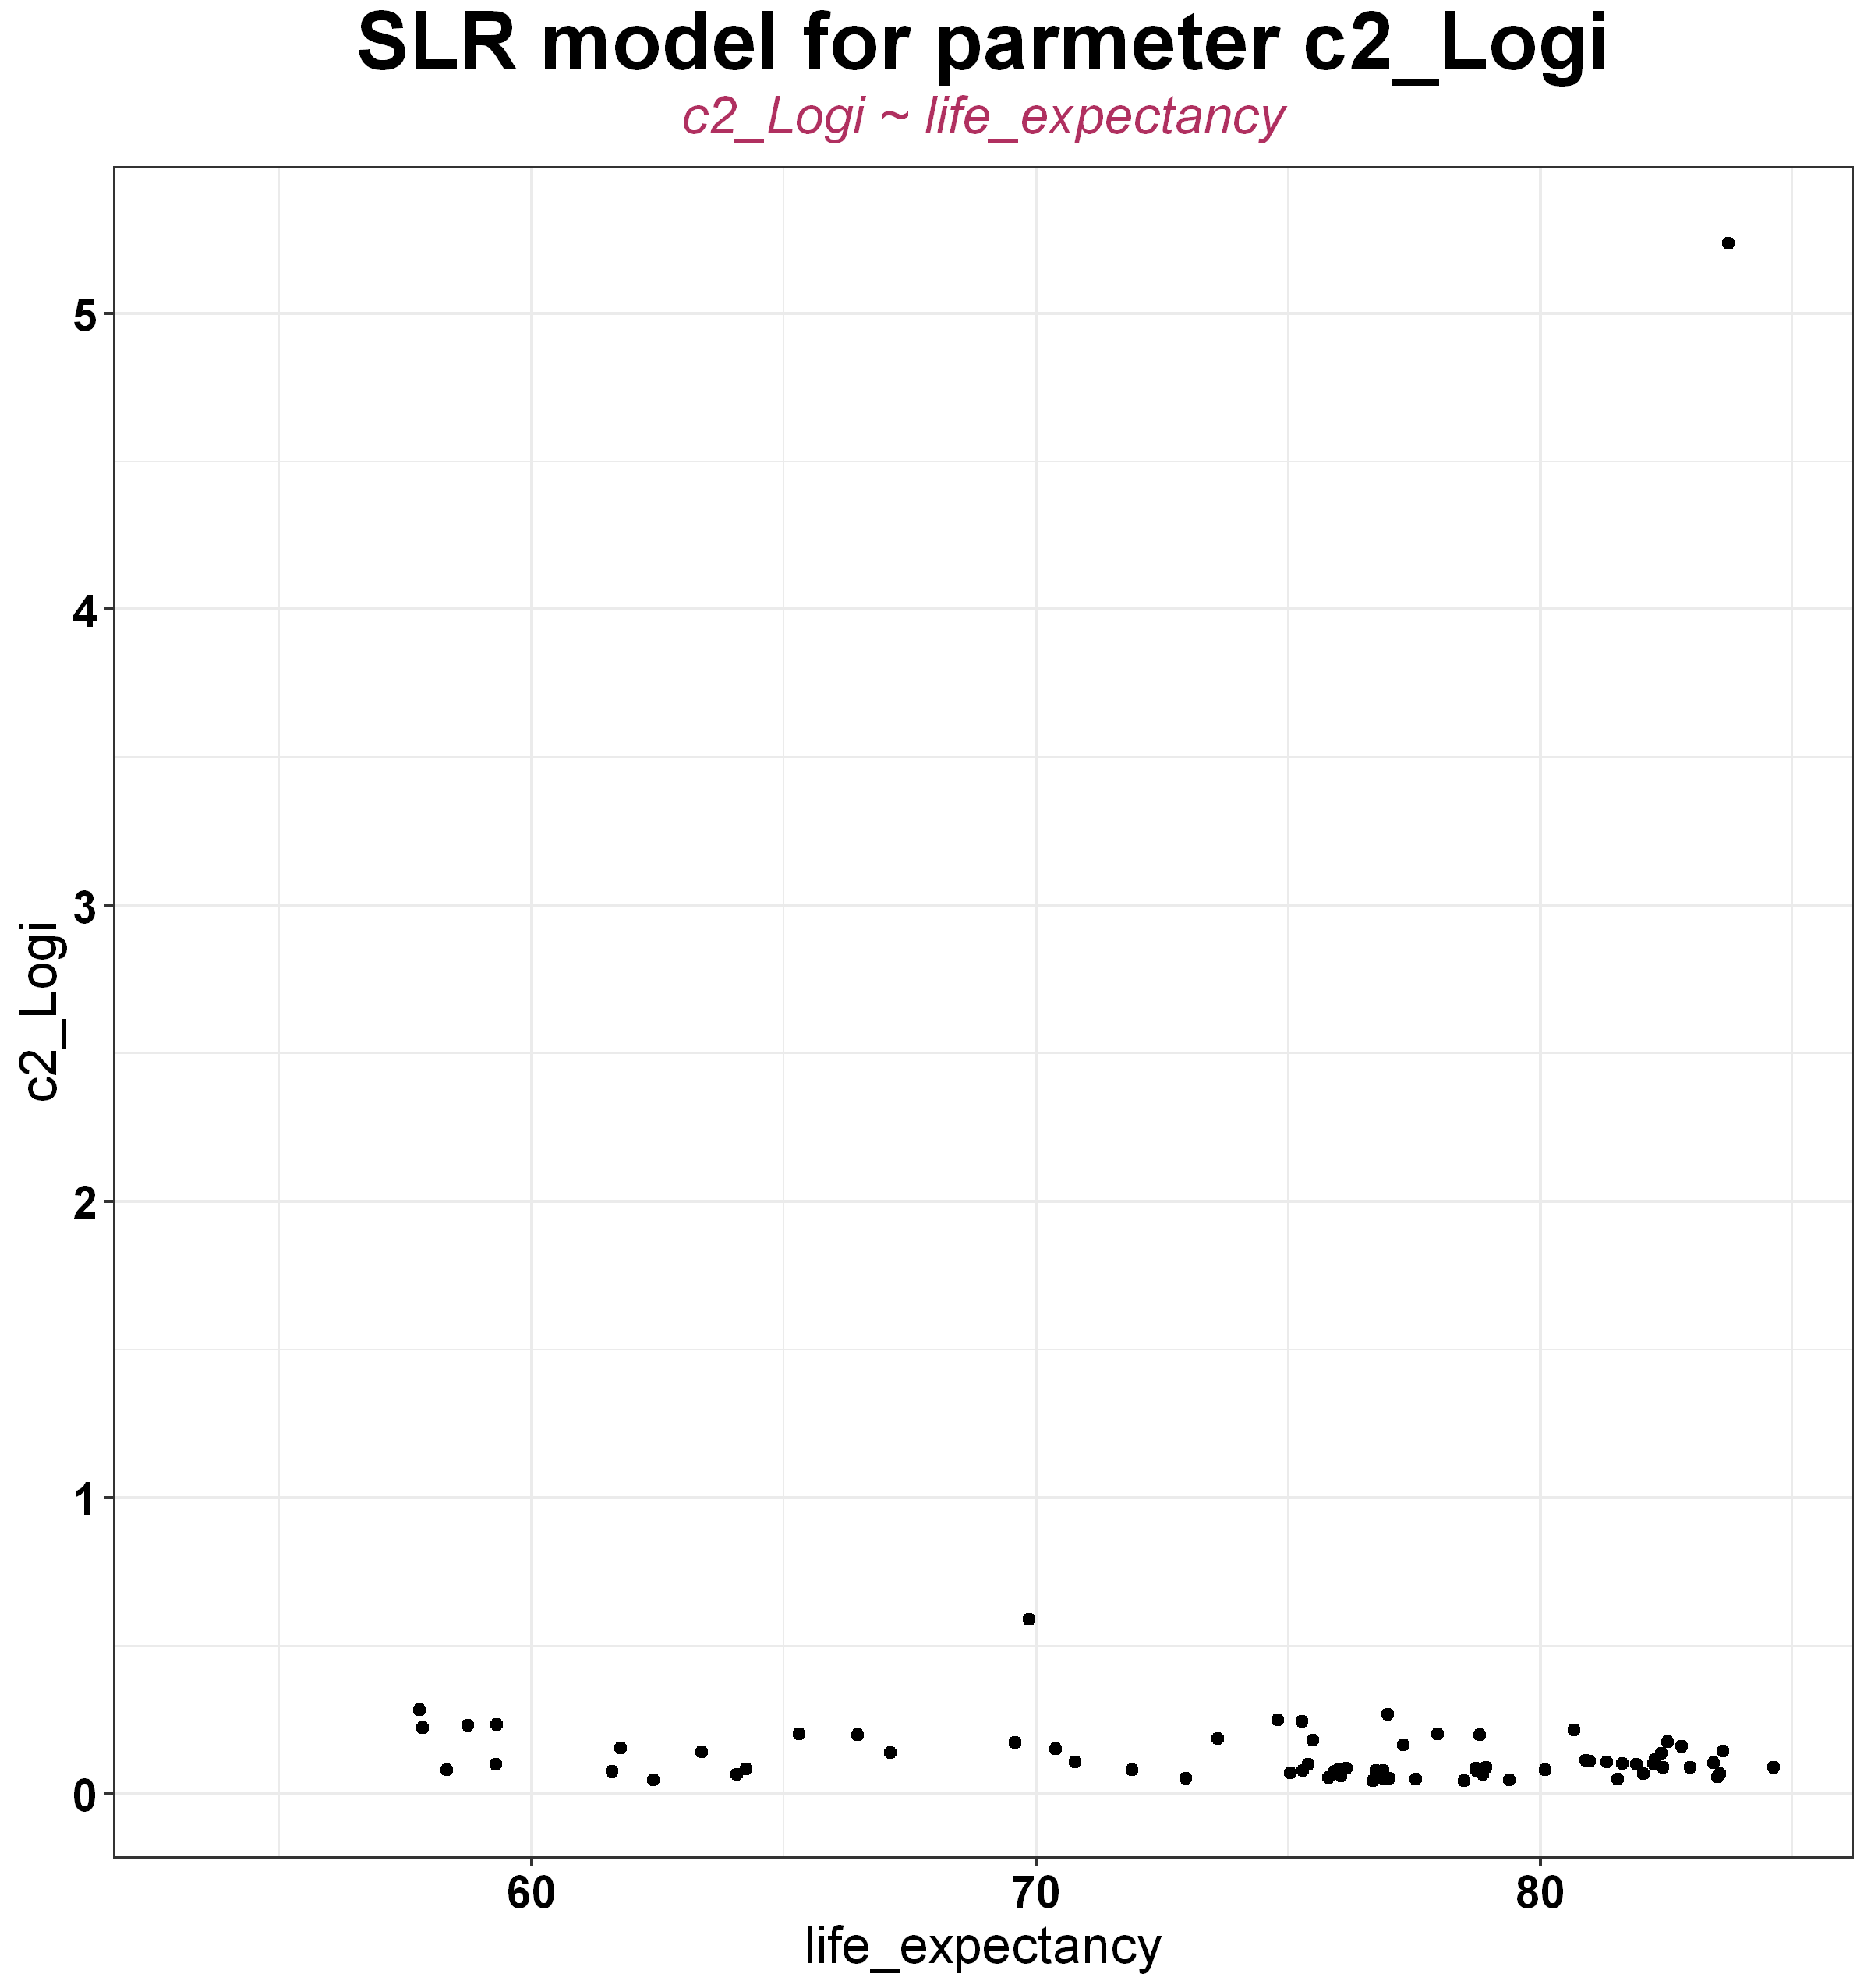 SLR model for parmeter c2_Logi
c2_Logi ~ life_expectancy
5
4
3
2
1
0
c2_Logi
60 70 80
life_expectancy